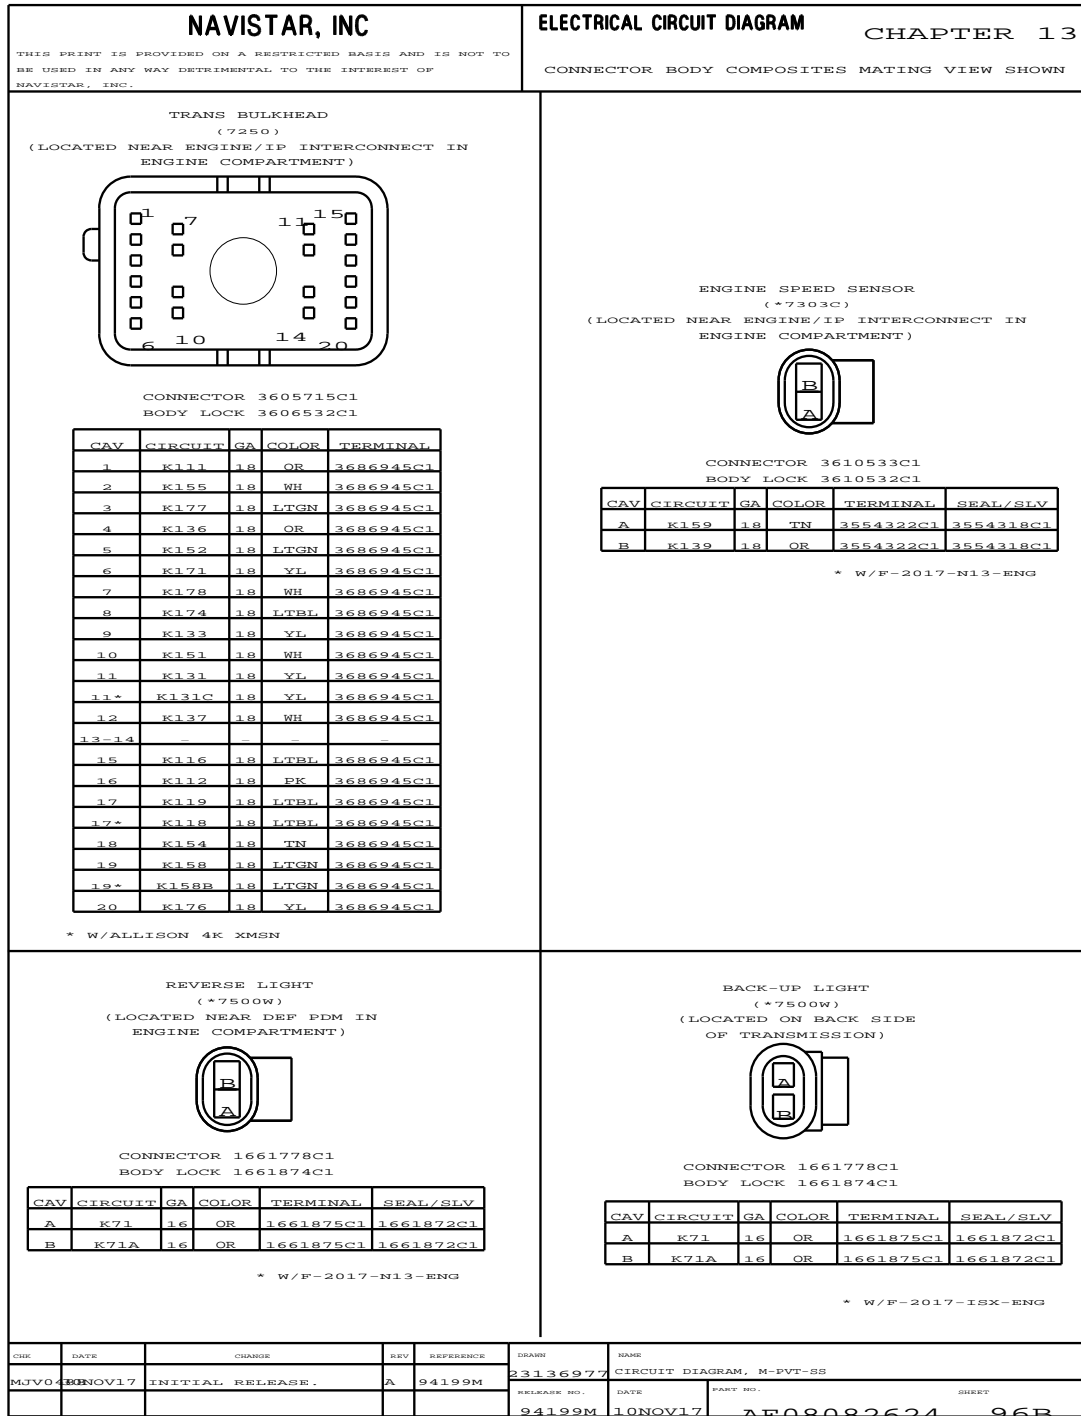 NAVISTAR, INC
THIS PRINT IS PROVIDED ON A RESTRICTED BASIS AND IS NOT TO
BE USED IN ANY WAY DETRIMENTAL TO THE INTEREST OF
NAVISTAR, INC.
ELECTRICAL CIRCUIT DIAGRAM
CHAPTER 13
CONNECTOR BODY COMPOSITES MATING VIEW SHOWN
TRANS BULKHEAD
(7250)
(LOCATED NEAR ENGINE/IP INTERCONNECT IN
ENGINE COMPARTMENT)
1 7 11 15
6 10 14 20
CONNECTOR 3605715C1
BODY LOCK 3606532C1
CAV CIRCUIT GA COLOR TERMINAL
1 K111 18 OR 3686945C1
2 K155 18 WH 3686945C1
3 K177 18 LTGN 3686945C1
4 K136 18 OR 3686945C1
5 K152 18 LTGN 3686945C1
6 K171 18 YL 3686945C1
7 K178 18 WH 3686945C1
8 K174 18 LTBL 3686945C1
9 K133 18 YL 3686945C1
10 K151 18 WH 3686945C1
11 K131 18 YL 3686945C1
11* K131C 18 YL 3686945C1
12 K137 18 WH 3686945C1
13-14 - - - -
15 K116 18 LTBL 3686945C1
16 K112 18 PK 3686945C1
17 K119 18 LTBL 3686945C1
17* K118 18 LTBL 3686945C1
18 K154 18 TN 3686945C1
19 K158 18 LTGN 3686945C1
19* K158B 18 LTGN 3686945C1
20 K176 18 YL 3686945C1
* W/ALLISON 4K XMSN
ENGINE SPEED SENSOR
(*7303C)
(LOCATED NEAR ENGINE/IP INTERCONNECT IN
ENGINE COMPARTMENT)
B
A
CONNECTOR 3610533C1
BODY LOCK 3610532C1
CAV CIRCUIT GA COLOR TERMINAL SEAL/SLV
A K159 18 TN 3554322C1 3554318C1
B K139 18 OR 3554322C1 3554318C1
* W/F-2017-N13-ENG
REVERSE LIGHT
(*7500W)
(LOCATED NEAR DEF PDM IN
ENGINE COMPARTMENT)
B
A
CONNECTOR 1661778C1
BODY LOCK 1661874C1
CAV CIRCUIT GA COLOR TERMINAL SEAL/SLV
A K71 16 OR 1661875C1 1661872C1
B K71A 16 OR 1661875C1 1661872C1
* W/F-2017-N13-ENG
BACK-UP LIGHT
(*7500W)
(LOCATED ON BACK SIDE
OF TRANSMISSION)
A
B
CONNECTOR 1661778C1
BODY LOCK 1661874C1
CAV CIRCUIT GA COLOR TERMINAL SEAL/SLV
A K71 16 OR 1661875C1 1661872C1
B K71A 16 OR 1661875C1 1661872C1
* W/F-2017-ISX-ENG
CHK DATE CHANGE REV REFERENCE
INITIAL RELEASE. A 94199M
DRAWN NAME
23136977 CIRCUIT DIAGRAM, M-PVT-SS
RELEASE NO. DATE PART NO. SHEET
94199M 10NOV17 AF08082624 96B